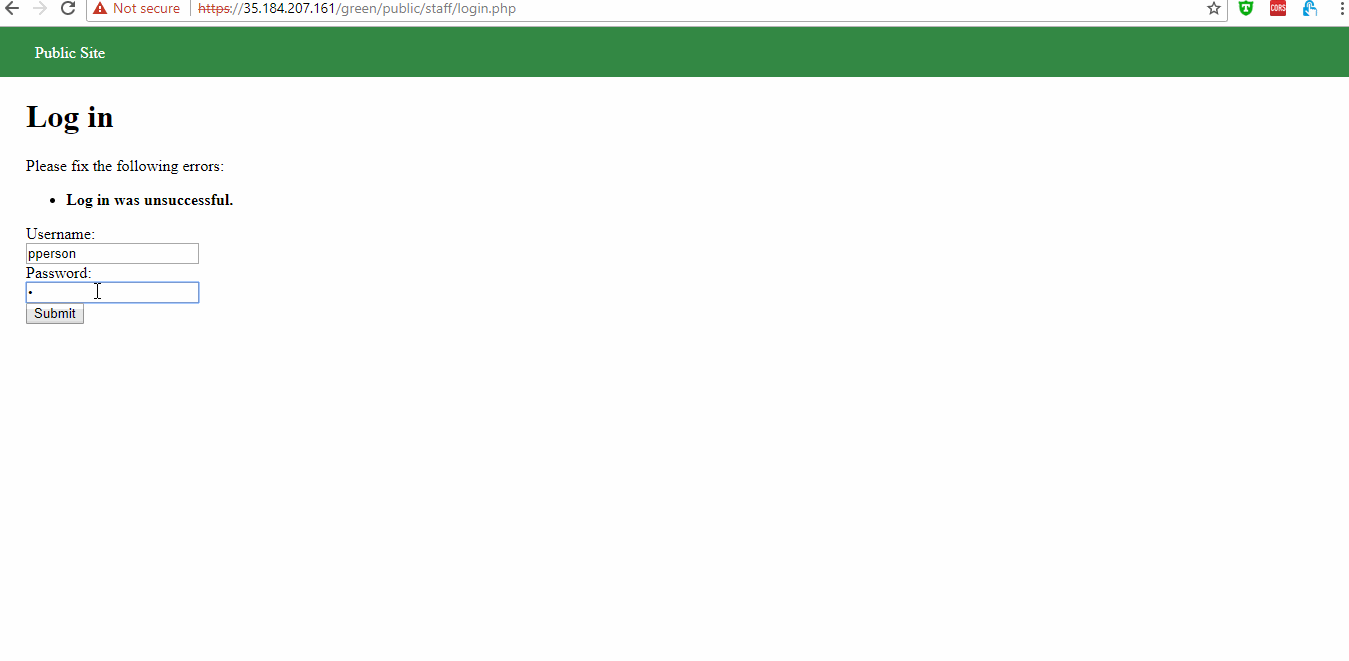 Not secure https://35.184.207.161/green/public/staff/login.php CORS
Public Site
Log in
Please fix the following errors:
• Log in was unsuccessful.
Username:
pperson
Password:
•
Submit